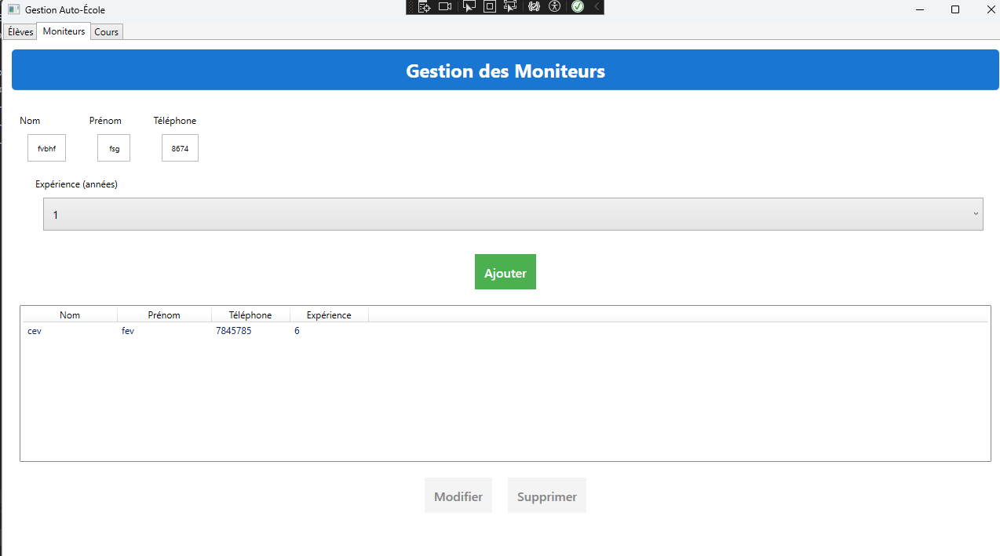 Gestion Auto-École
Élèves Moniteurs Cours
Gestion des Moniteurs
Nom Prénom Téléphone
fvbhf fsg 8674
Expérience (années)
1
Ajouter
Nom Prénom Téléphone Expérience
cev fev 7845785 6
Modifier Supprimer